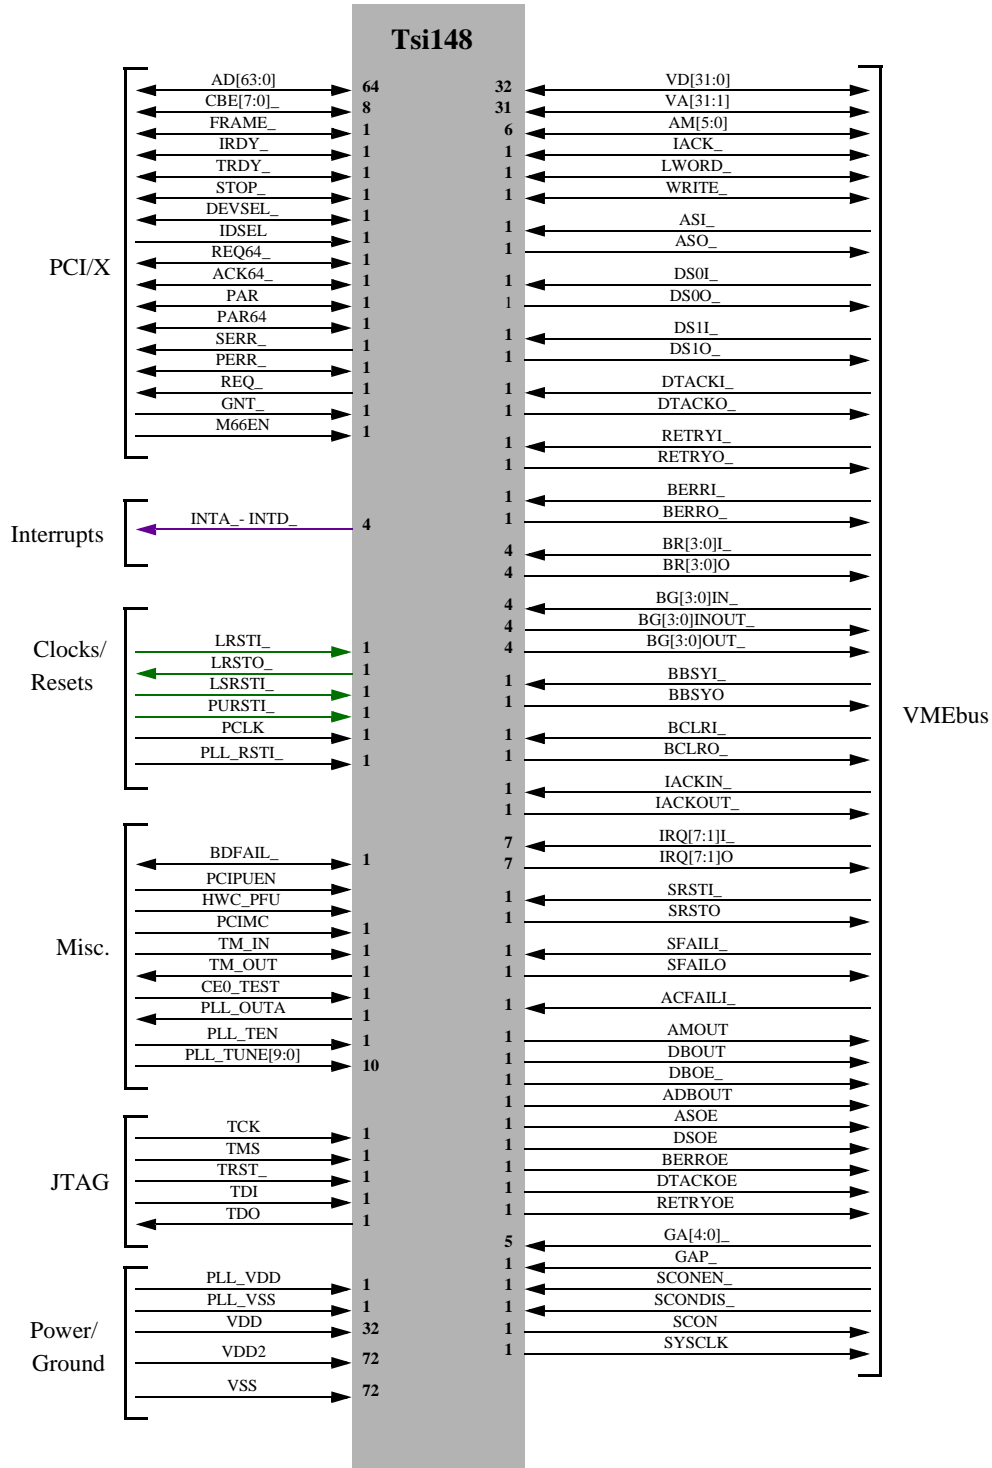 Tsi148
PCI/X
AD[63:0] 64
CBE[7:0]_ 8
FRAME_ 1
IRDY_ 1
TRDY_ 1
STOP_ 1
DEVSEL_ 1
IDSEL 1
REQ64_ 1
ACK64_ 1
PAR 1
PAR64 1
SERR_ 1
PERR_ 1
REQ_ 1
GNT_ 1
M66EN 1
Interrupts
INTA_- INTD_ 4
Clocks/
Resets
LRSTI_ 1
LRSTO_ 1
LSRSTI_ 1
PURSTI_ 1
PCLK 1
PLL_RSTI_ 1
Misc.
BDFAIL_ 1
PCIPUEN
HWC_PFU
PCIMC 1
TM_IN 1
TM_OUT 1
CE0_TEST 1
PLL_OUTA 1
PLL_TEN 1
PLL_TUNE[9:0] 10
JTAG
TCK 1
TMS 1
TRST_ 1
TDI 1
TDO 1
Power/
Ground
PLL_VDD 1
PLL_VSS 1
VDD 32
VDD2 72
VSS 72
VMEbus
32 VD[31:0]
31 VA[31:1]
6 AM[5:0]
1 IACK_
1 LWORD_
1 WRITE_
1 ASI_
1 ASO_
1 DS0I_
1 DS0O_
1 DS1I_
1 DS1O_
1 DTACKI_
1 DTACKO_
1 RETRYI_
1 RETRYO_
1 BERRI_
1 BERRO_
4 BR[3:0]I_
4 BR[3:0]O
4 BG[3:0]IN_
4 BG[3:0]INOUT_
4 BG[3:0]OUT_
1 BBSYI_
1 BBSYO
1 BCLRI_
1 BCLRO_
1 IACKIN_
1 IACKOUT_
7 IRQ[7:1]I_
7 IRQ[7:1]O
1 SRSTI_
1 SRSTO
1 SFAILI_
1 SFAILO
1 ACFAILI_
1 AMOUT
1 DBOUT
1 DBOE_
1 ADBOUT
1 ASOE
1 DSOE
1 BERROE
1 DTACKOE
1 RETRYOE
5 GA[4:0]_
1 GAP_
1 SCONEN_
1 SCONDIS_
1 SCON
1 SYSCLK